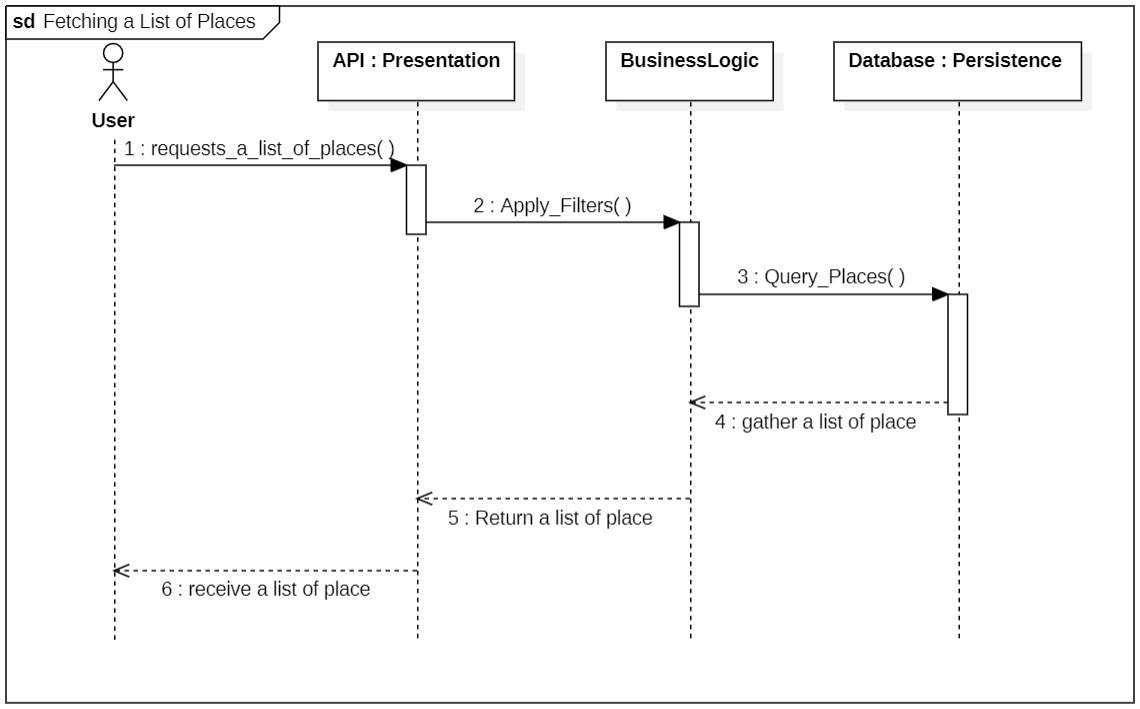 sd Fetching a List of Places
API : Presentation
BusinessLogic
Database : Persistence
User
1 : requests_a_list_of_places( )
2 : Apply_Filters( )
3 : Query_Places( )
4 : gather a list of place
5 : Return a list of place
6 : receive a list of place